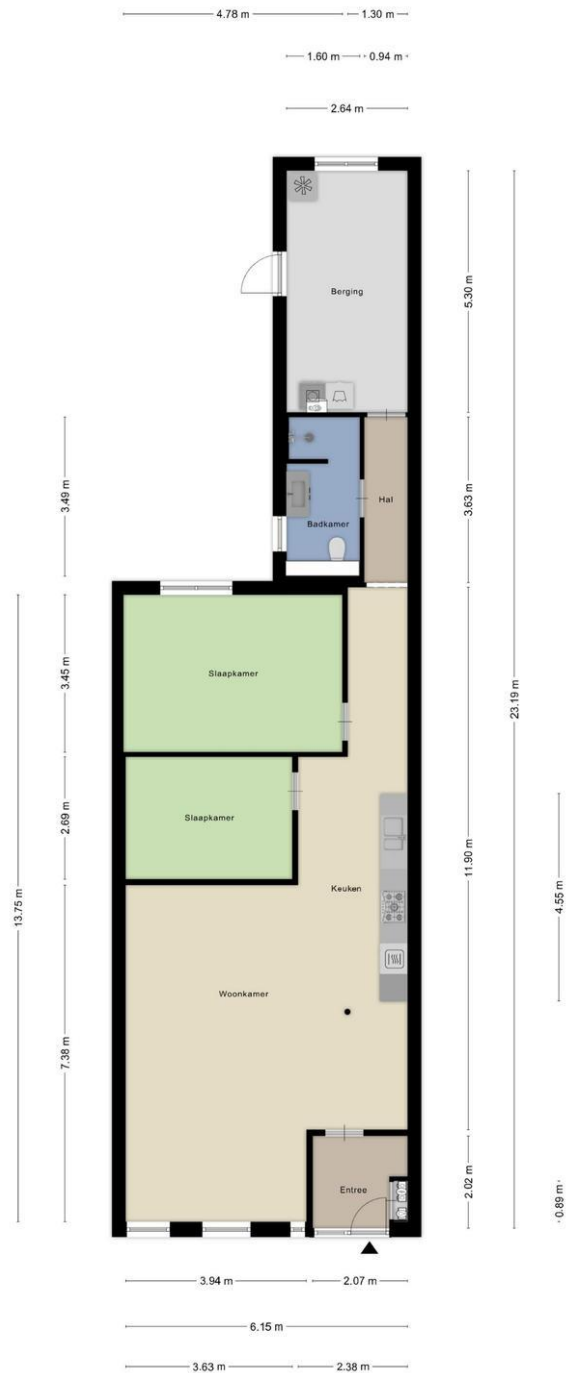 4.78 m
1.30 m
1.60 m
0.94 m
2.64 m
Berging
5.30 m
3.49 m
Badkamer
Hal
3.63 m
23.19 m
Slaapkamer
3.45 m
Slaapkamer
2.69 m
Keuken
11.90 m
4.55 m
13.75 m
Woonkamer
7.38 m
Entree
2.02 m
0.89 m
3.94 m
2.07 m
6.15 m
3.63 m
2.38 m